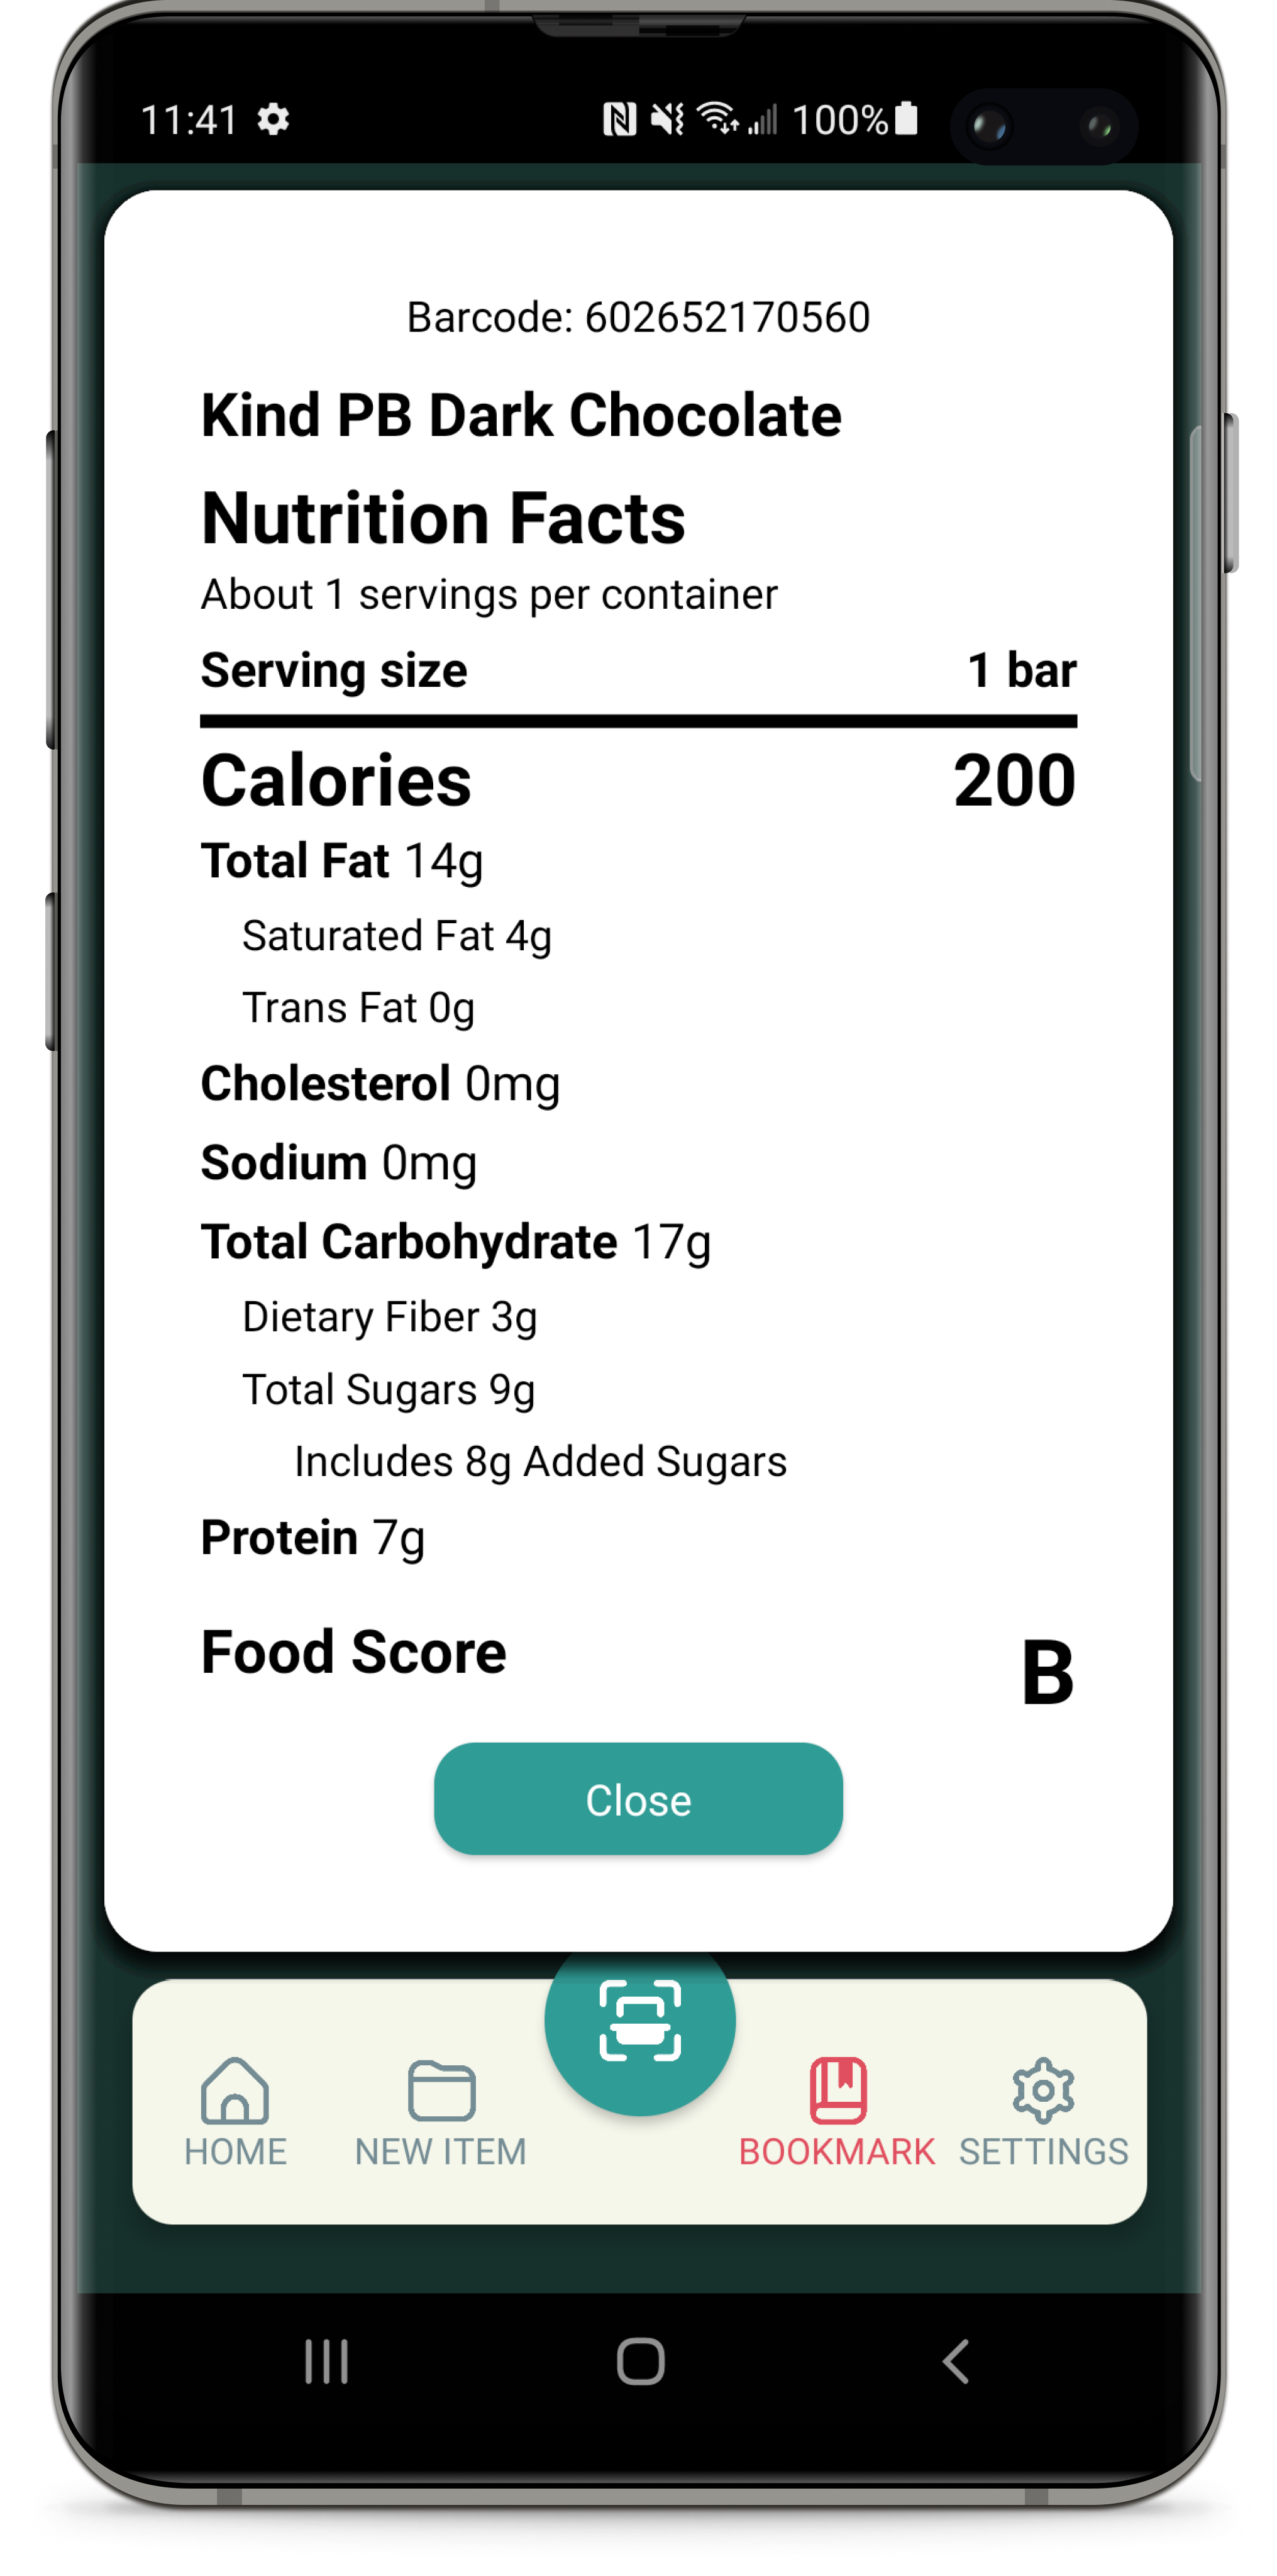 11:41 100%
Barcode: 602652170560
Kind PB Dark Chocolate
Nutrition Facts
About 1 servings per container
Serving size 1 bar
Calories 200
Total Fat 14g
Saturated Fat 4g
Trans Fat 0g
Cholesterol 0mg
Sodium 0mg
Total Carbohydrate 17g
Dietary Fiber 3g
Total Sugars 9g
Includes 8g Added Sugars
Protein 7g
Food Score B
Close
HOME NEW ITEM BOOKMARK SETTINGS